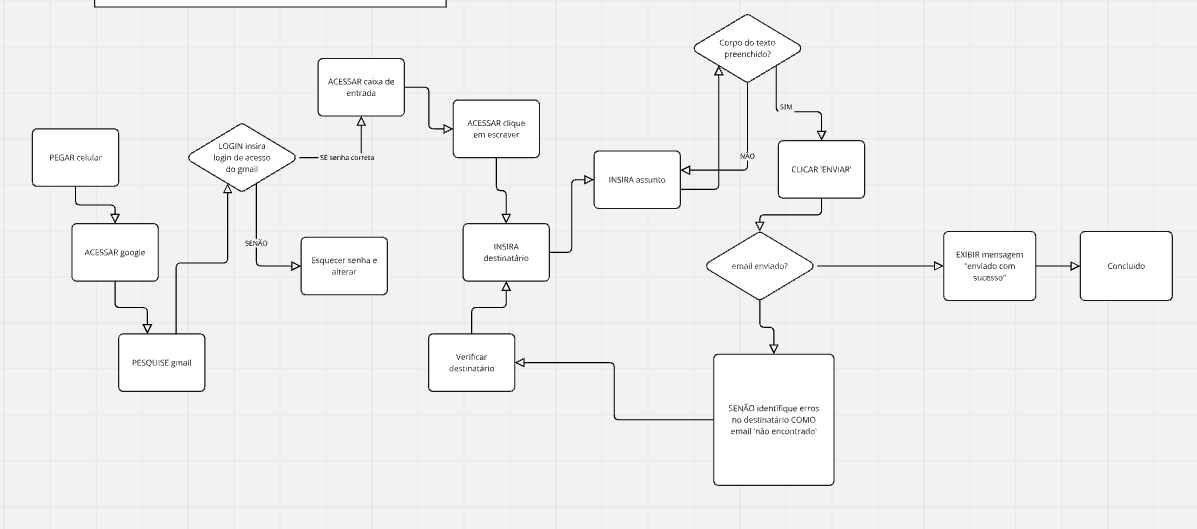 PEGAR celular
ACESSAR google
PESQUISE gmail
LOGIN insira
login de acesso
do gmail
SE senha correta
SENÃO
Esquecer senha e
alterar
ACESSAR caixa de
entrada
ACESSAR clique
em escrever
INSIRA
destinatário
INSIRA assunto
Corpo do texto
preenchido?
NÃO
SIM
CLICAR 'ENVIAR'
email enviado?
EXIBIR mensagem
"enviado com
sucesso"
Concluido
SENÃO identifique erros
no destinatário COMO
email 'não encontrado'
Verificar
destinatário